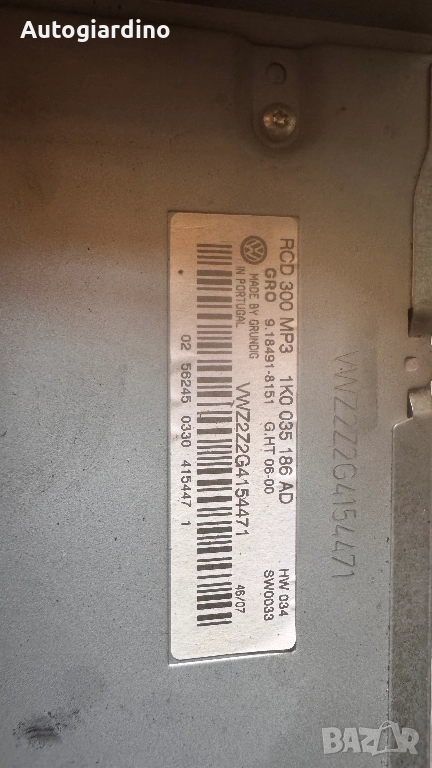 Autogiardino
RCD 300 MP3 1K0 035 186 AD HW 034
GRO 9.18491-8151 G.HT 06-00 SW0033
MADE BY GRUNDIG
IN PORTUGAL
VWZ2Z2G4154471 46/07
02 56245 0330 415447 1
VWZ2Z2G4154471
BAZAR